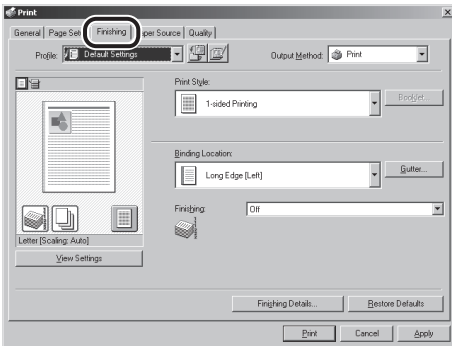 Print
General Page Set Finishing per Source Quality
Profile: Default Settings Output Method: Print
Print Style:
1-sided Printing Booklet...
Binding Location:
Long Edge [Left] Gutter...
Finishing: Off
Letter [Scaling: Auto]
View Settings
Finishing Details... Restore Defaults
Print Cancel Apply